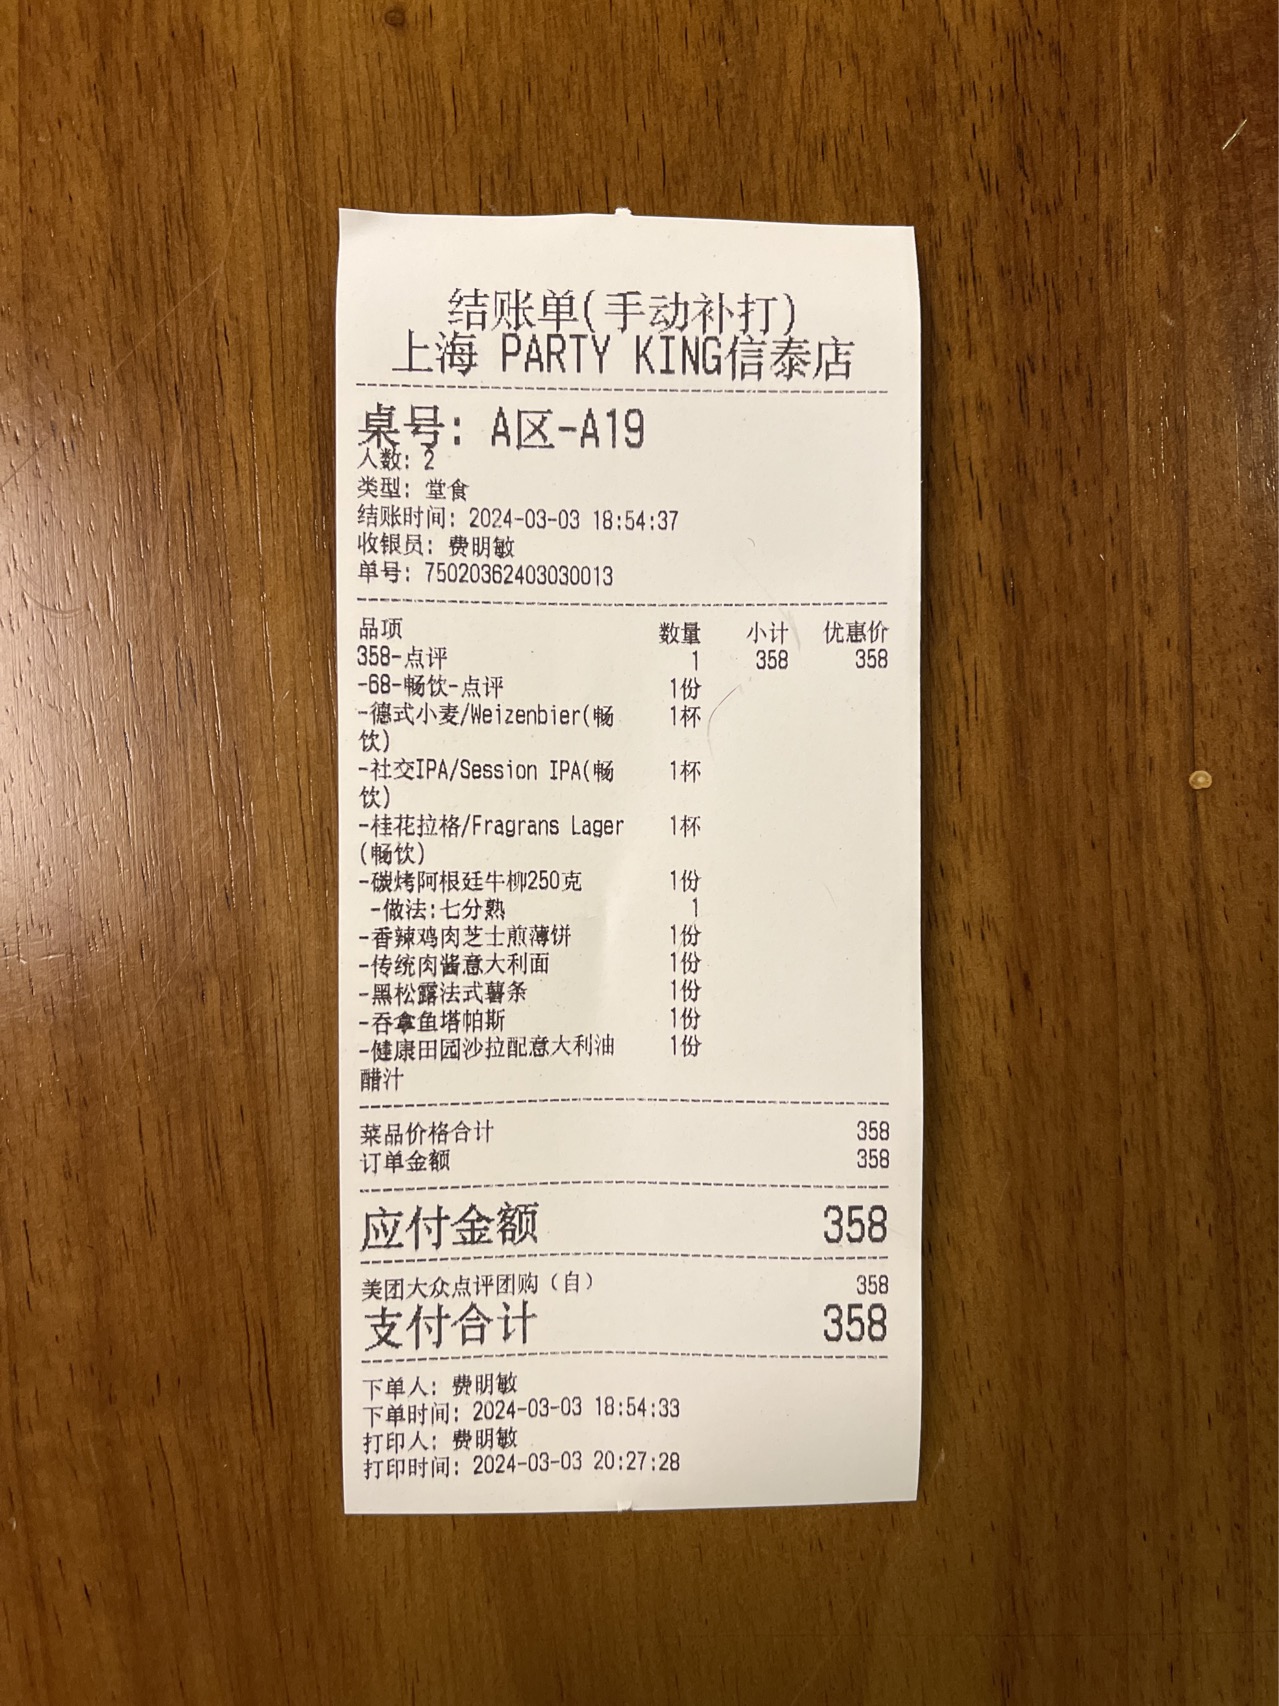 结账单(手动补打)
上海 PARTY KING信泰店
桌号: A区-A19
人数: 2
类型: 堂食
结账时间: 2024-03-03 18:54:37
收银员: 费明敏
单号: 75020362403030013
品项 数量 小计 优惠价
358-点评 1 358 358
-68-畅饮-点评 1份
-德式小麦/Weizenbier(畅 1杯
饮)
-社交IPA/Session IPA(畅 1杯
饮)
-桂花拉格/Fragrans Lager 1杯
(畅饮)
-碳烤阿根廷牛柳250克 1份
-做法:七分熟 1
-香辣鸡肉芝士煎薄饼 1份
-传统肉酱意大利面 1份
-黑松露法式薯条 1份
-吞拿鱼塔帕斯 1份
-健康田园沙拉配意大利油 1份
醋汁
菜品价格合计 358
订单金额 358
应付金额 358
美团大众点评团购（自） 358
支付合计 358
下单人: 费明敏
下单时间: 2024-03-03 18:54:33
打印人: 费明敏
打印时间: 2024-03-03 20:27:28